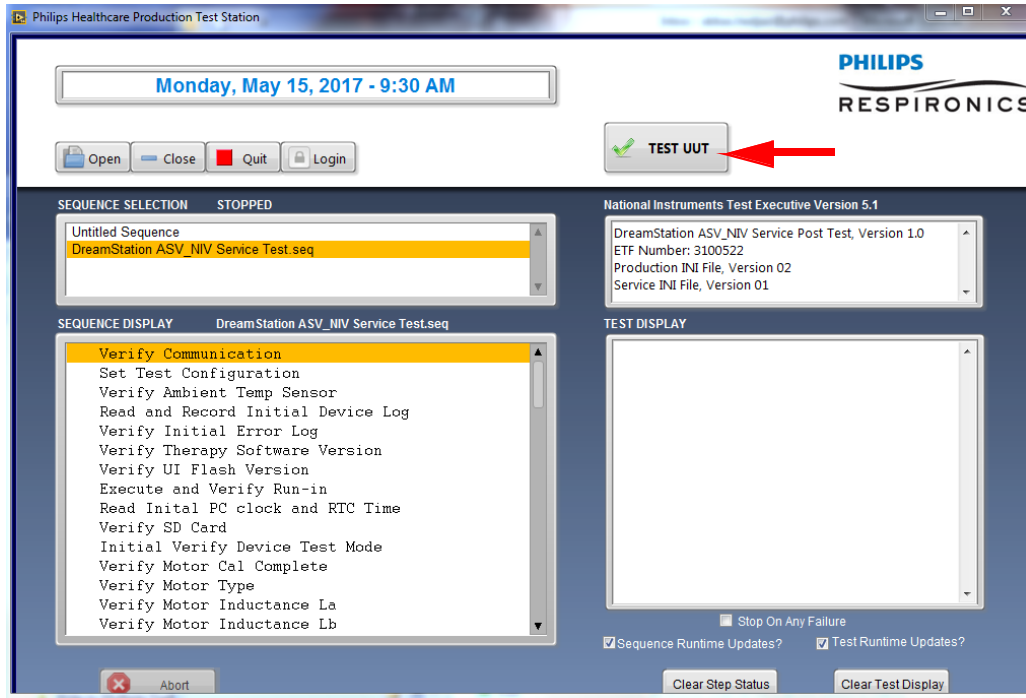 Philips Healthcare Production Test Station
Monday, May 15, 2017 - 9:30 AM
PHILIPS
RESPIRONICS
Open
Close
Quit
Login
TEST UUT
SEQUENCE SELECTION STOPPED
Untitled Sequence
DreamStation ASV_NIV Service Test.seq
National Instruments Test Executive Version 5.1
DreamStation ASV_NIV Service Post Test, Version 1.0
ETF Number: 3100522
Production INI File, Version 02
Service INI File, Version 01
SEQUENCE DISPLAY DreamStation ASV_NIV Service Test.seq
Verify Communication
Set Test Configuration
Verify Ambient Temp Sensor
Read and Record Initial Device Log
Verify Initial Error Log
Verify Therapy Software Version
Verify UI Flash Version
Execute and Verify Run-in
Read Inital PC clock and RTC Time
Verify SD Card
Initial Verify Device Test Mode
Verify Motor Cal Complete
Verify Motor Type
Verify Motor Inductance La
Verify Motor Inductance Lb
TEST DISPLAY
Stop On Any Failure
Sequence Runtime Updates?
Test Runtime Updates?
Abort
Clear Step Status
Clear Test Display